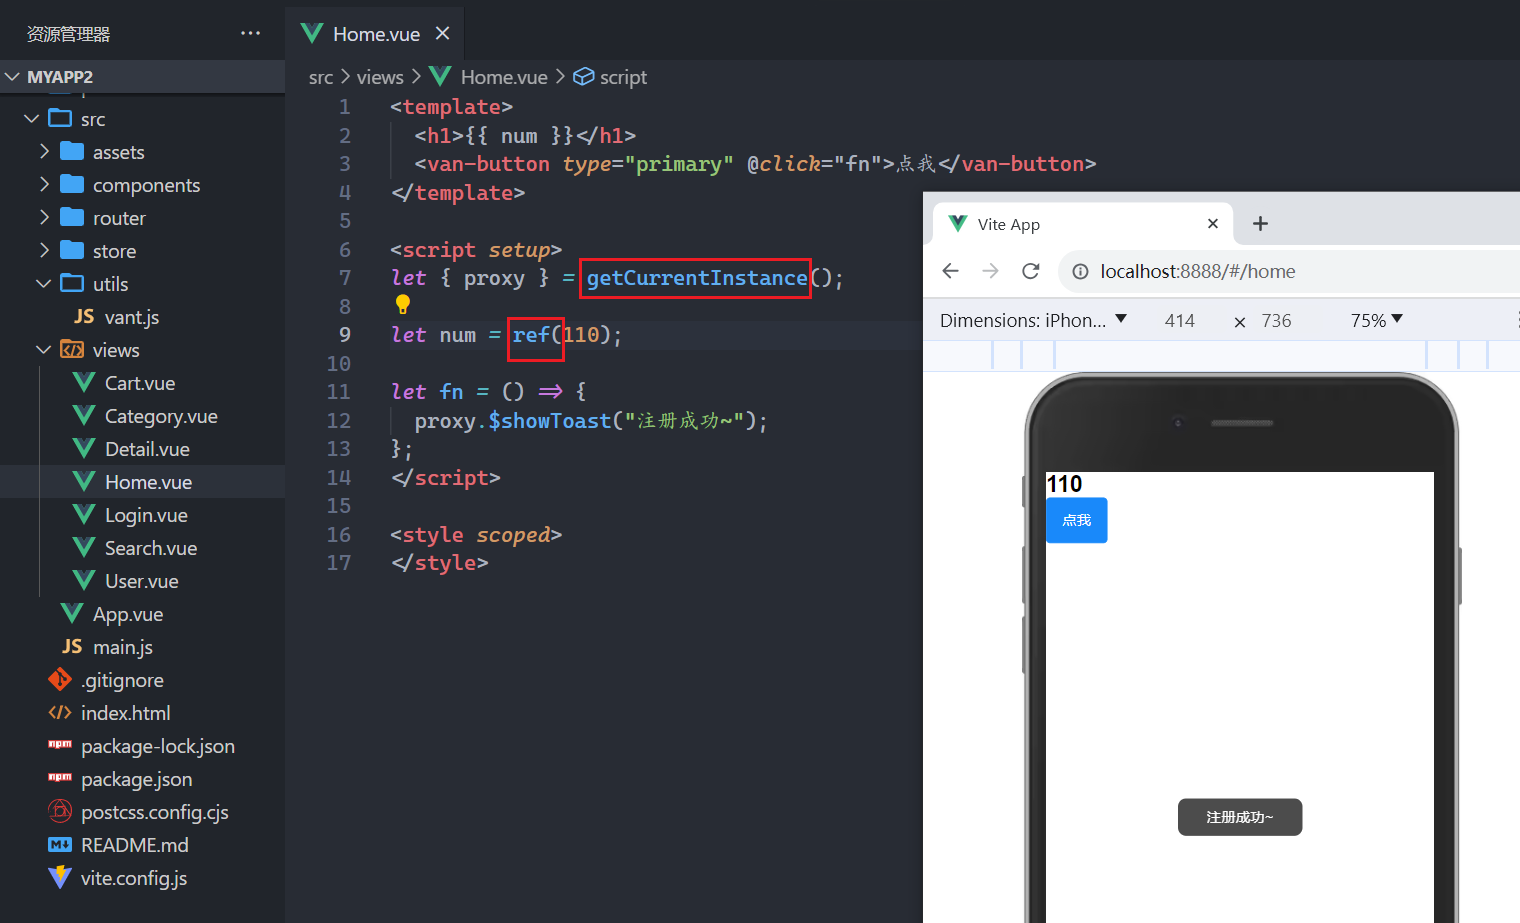 资源管理器
···
MYAPP2
src
assets
components
router
store
utils
JS vant.js
views
Cart.vue
Category.vue
Detail.vue
Home.vue
Login.vue
Search.vue
User.vue
App.vue
JS main.js
.gitignore
index.html
npm package-lock.json
npm package.json
postcss.config.cjs
M README.md
vite.config.js
Home.vue ×
src > views > Home.vue > script
1 <template>
2 <h1>{{ num }}</h1>
3 <van-button type="primary" @click="fn">点我</van-button>
4 </template>
5
6 <script setup>
7 let { proxy } = getCurrentInstance();
8
9 let num = ref(110);
10
11 let fn = () => {
12 proxy.$showToast("注册成功~");
13 };
14 </script>
15
16 <style scoped>
17 </style>
Vite App × +
localhost:8888/#/home
Dimensions: iPhon... ▼ 414 × 736 75% ▼
110
点我
注册成功~